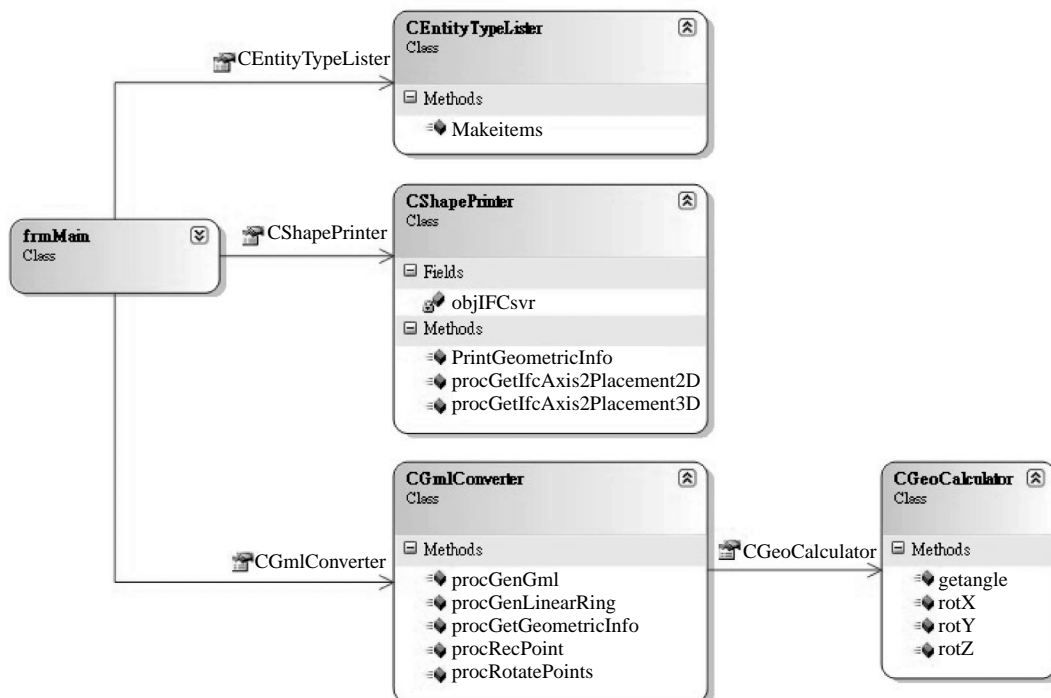 CEntityTypeLister
Class
Methods
Makeitems
CEntityTypeLister
frmMain
Class
CShapePrinter
CShapePrinter
Class
Fields
objIFCsvr
Methods
PrintGeometricInfo
procGetIfcAxis2Placement2D
procGetIfcAxis2Placement3D
CGmlConverter
CGmlConverter
Class
Methods
procGenGml
procGenLinearRing
procGetGeometricInfo
procRecPoint
procRotatePoints
CGeoCalculator
CGeoCalculator
Class
Methods
getangle
rotX
rotY
rotZ